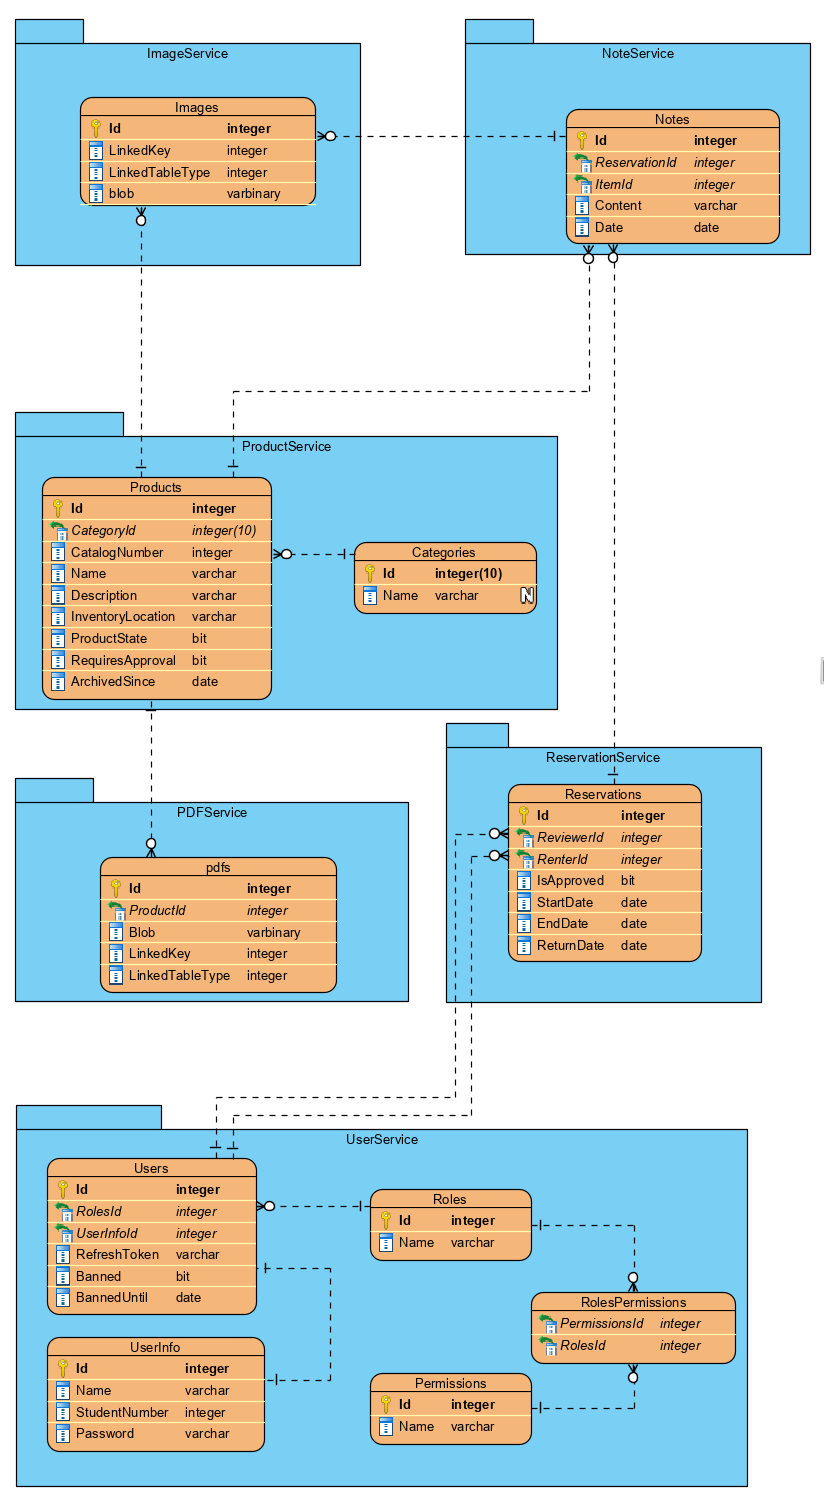 ImageService
Images
Id integer
LinkedKey integer
LinkedTableType integer
blob varbinary
NoteService
Notes
Id integer
ReservationId integer
ItemId integer
Content varchar
Date date
ProductService
Products
Id integer
CategoryId integer(10)
CatalogNumber integer
Name varchar
Description varchar
InventoryLocation varchar
ProductState bit
RequiresApproval bit
ArchivedSince date
Categories
Id integer(10)
Name varchar N
PDFService
pdfs
Id integer
ProductId integer
Blob varbinary
LinkedKey integer
LinkedTableType integer
ReservationService
Reservations
Id integer
ReviewerId integer
RenterId integer
IsApproved bit
StartDate date
EndDate date
ReturnDate date
UserService
Users
Id integer
RolesId integer
UserInfoId integer
RefreshToken varchar
Banned bit
BannedUntil date
Roles
Id integer
Name varchar
RolesPermissions
PermissionsId integer
RolesId integer
UserInfo
Id integer
Name varchar
StudentNumber integer
Password varchar
Permissions
Id integer
Name varchar